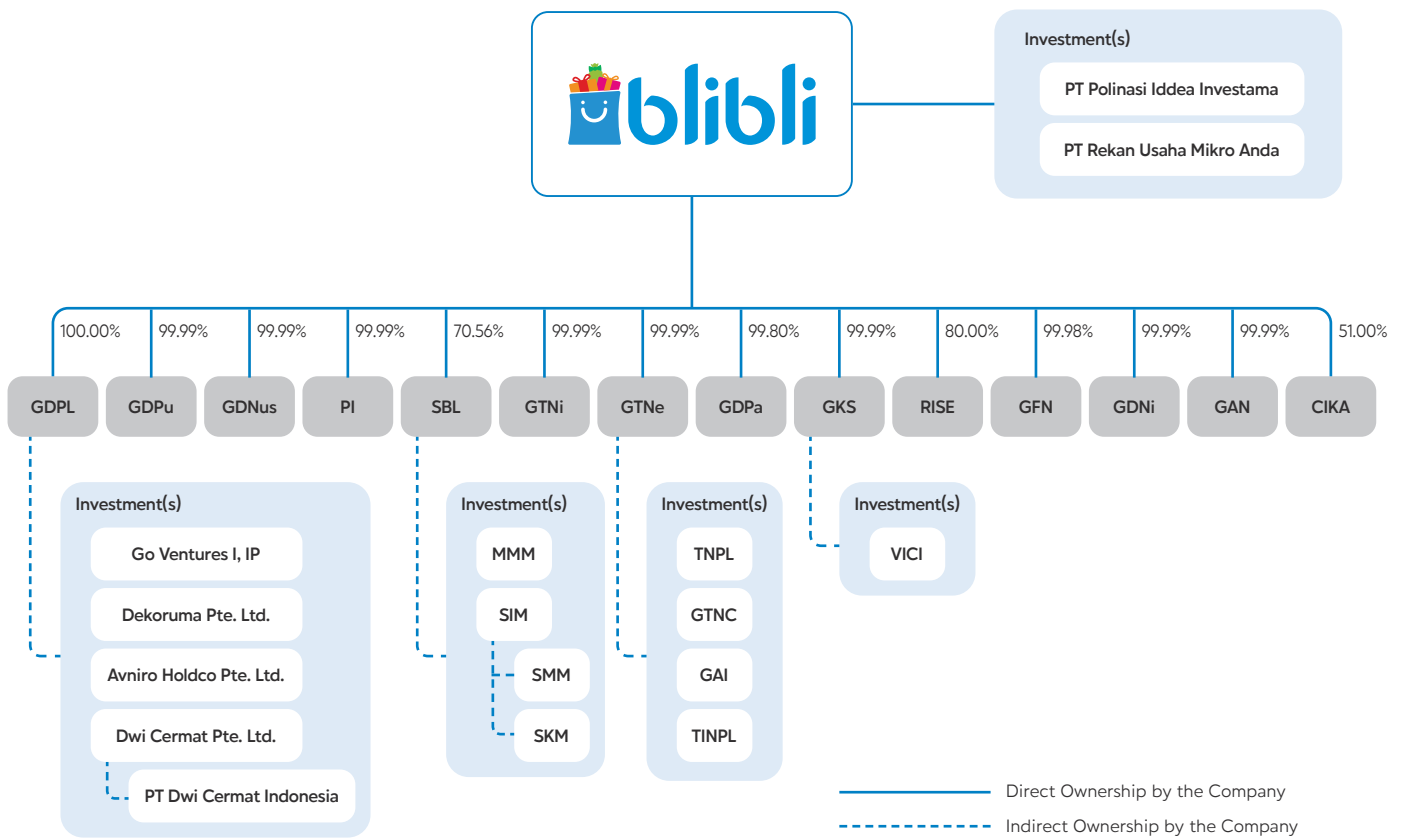 blibli
Investment(s)
PT Polinasi Iddea Investama
PT Rekan Usaha Mikro Anda
100.00% 99.99% 99.99% 99.99% 70.56% 99.99% 99.99% 99.80% 99.99% 80.00% 99.98% 99.99% 99.99% 51.00%
GDPL GDPu GDNus PI SBL GTNi GTNe GDPa GKS RISE GFN GDNi GAN CIKA
Investment(s)
Go Ventures I, IP
Dekoruma Pte. Ltd.
Avniro Holdco Pte. Ltd.
Dwi Cermat Pte. Ltd.
PT Dwi Cermat Indonesia
Investment(s)
MMM
SIM
SMM
SKM
Investment(s)
TNPL
GTNC
GAI
TINPL
Investment(s)
VICI
Direct Ownership by the Company
Indirect Ownership by the Company